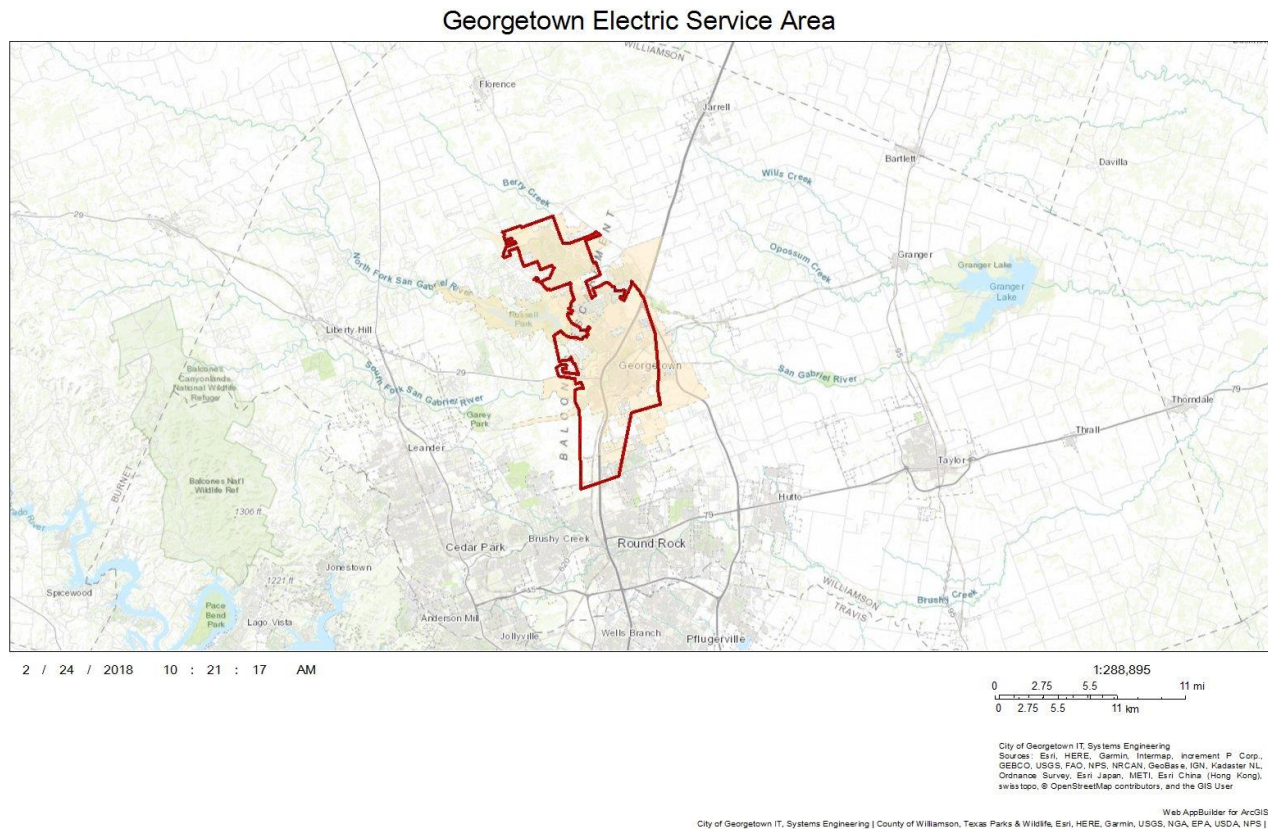 Georgetown Electric Service Area
WILLIAMSON
Florence
Jarrell
Bartlett
Davilla
Willis Creek
Berry Creek
29
BALCONES ESCARPMENT
Opossum Creek
Granger
Granger Lake
Granger
Lake
North Fork San Gabriel River
Russell
Park
Liberty Hill
95
Balcones
Canyonlands
National Wildlife
Refuge
29
Georgetown
San Gabriel River
South Fork San Gabriel River
79
Thorndale
Garey
Park
Thrall
Leander
Taylor
BURNET
Balcones Nat'l
Wildlife Ref
1306 ft
Hutto
79
Brushy Creek
Round Rock
Cedar Park
620
Jonestown
1221 ft
Spicewood
45
WILLIAMSON
TRAVIS
Brushy Creek
Pace
Bend
Park
Lago Vista
Anderson Mill
Jollyville
Wells Branch
Pflugerville
2 / 24 / 2018 10 : 21 : 17 AM
1:288,895
0 2.75 5.5 11 mi
0 2.75 5.5 11 km
City of Georgetown IT, Systems Engineering
Sources: Esri, HERE, Garmin, Intermap, increment P Corp.,
GEBCO, USGS, FAO, NPS, NRCAN, GeoBase, IGN, Kadaster NL,
Ordnance Survey, Esri Japan, METI, Esri China (Hong Kong),
swisstopo, © OpenStreetMap contributors, and the GIS User
Web AppBuilder for ArcGIS
City of Georgetown IT, Systems Engineering | County of Williamson, Texas Parks & Wildlife, Esri, HERE, Garmin, USGS, NGA, EPA, USDA, NPS |